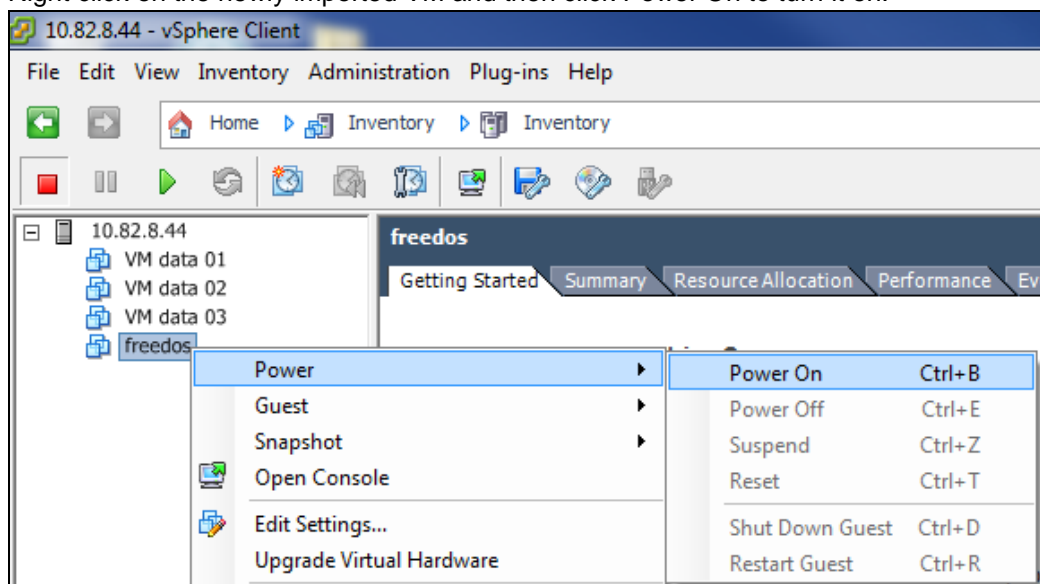 Right click on the newly imported VM and then click Power On to turn it on.
10.82.8.44 - vSphere Client
File Edit View Inventory Administration Plug-ins Help
Home Inventory Inventory
10.82.8.44
VM data 01
VM data 02
VM data 03
freedos
freedos
Getting Started Summary Resource Allocation Performance Ev
Power
Guest
Snapshot
Open Console
Edit Settings...
Upgrade Virtual Hardware
Power On Ctrl+B
Power Off Ctrl+E
Suspend Ctrl+Z
Reset Ctrl+T
Shut Down Guest Ctrl+D
Restart Guest Ctrl+R